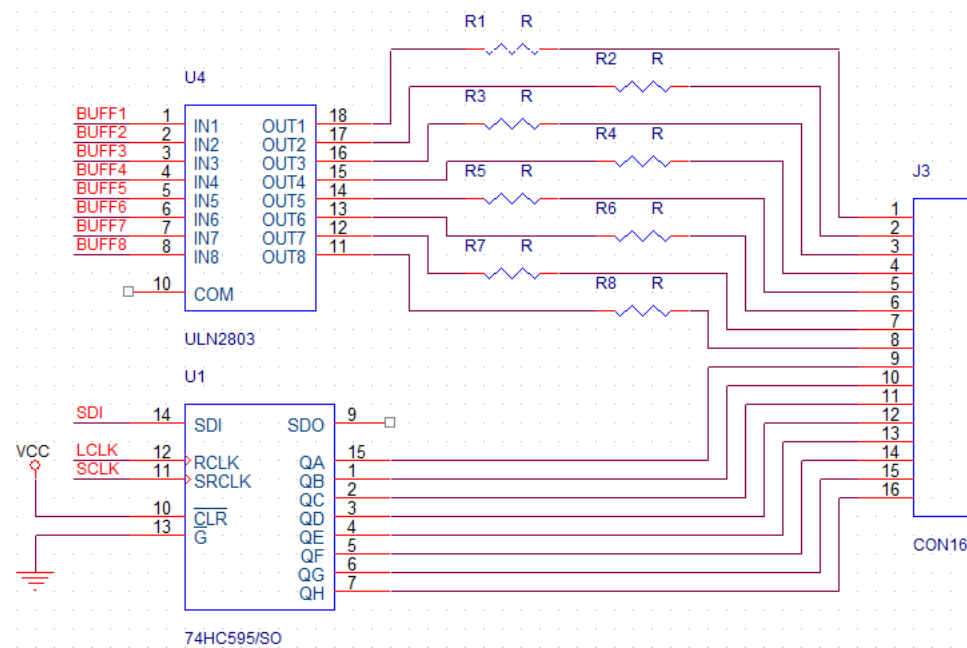 R1 R
R2 R
R3 R
R4 R
R5 R
R6 R
R7 R
R8 R
U4
BUFF1 1 IN1 OUT1 18
BUFF2 2 IN2 OUT2 17
BUFF3 3 IN3 OUT3 16
BUFF4 4 IN4 OUT4 15
BUFF5 5 IN5 OUT5 14
BUFF6 6 IN6 OUT6 13
BUFF7 7 IN7 OUT7 12
BUFF8 8 IN8 OUT8 11
10 COM
ULN2803
J3
1
2
3
4
5
6
7
8
9
10
11
12
13
14
15
16
CON16
U1
SDI 14 SDI SDO 9
VCC
LCLK 12 RCLK QA 15
SCLK 11 SRCLK QB 1
QC 2
10 CLR QD 3
13 G QE 4
QF 5
QG 6
QH 7
74HC595/SO